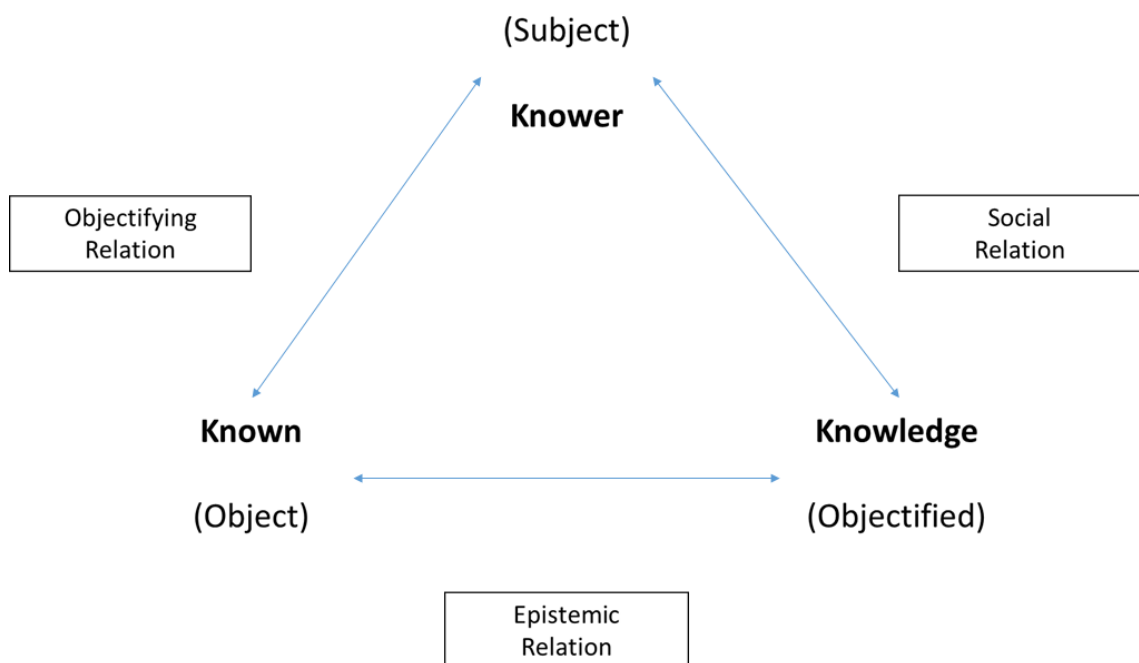 (Subject)
Knower
Objectifying
Relation
Social
Relation
Known
Knowledge
(Object)
(Objectified)
Epistemic
Relation